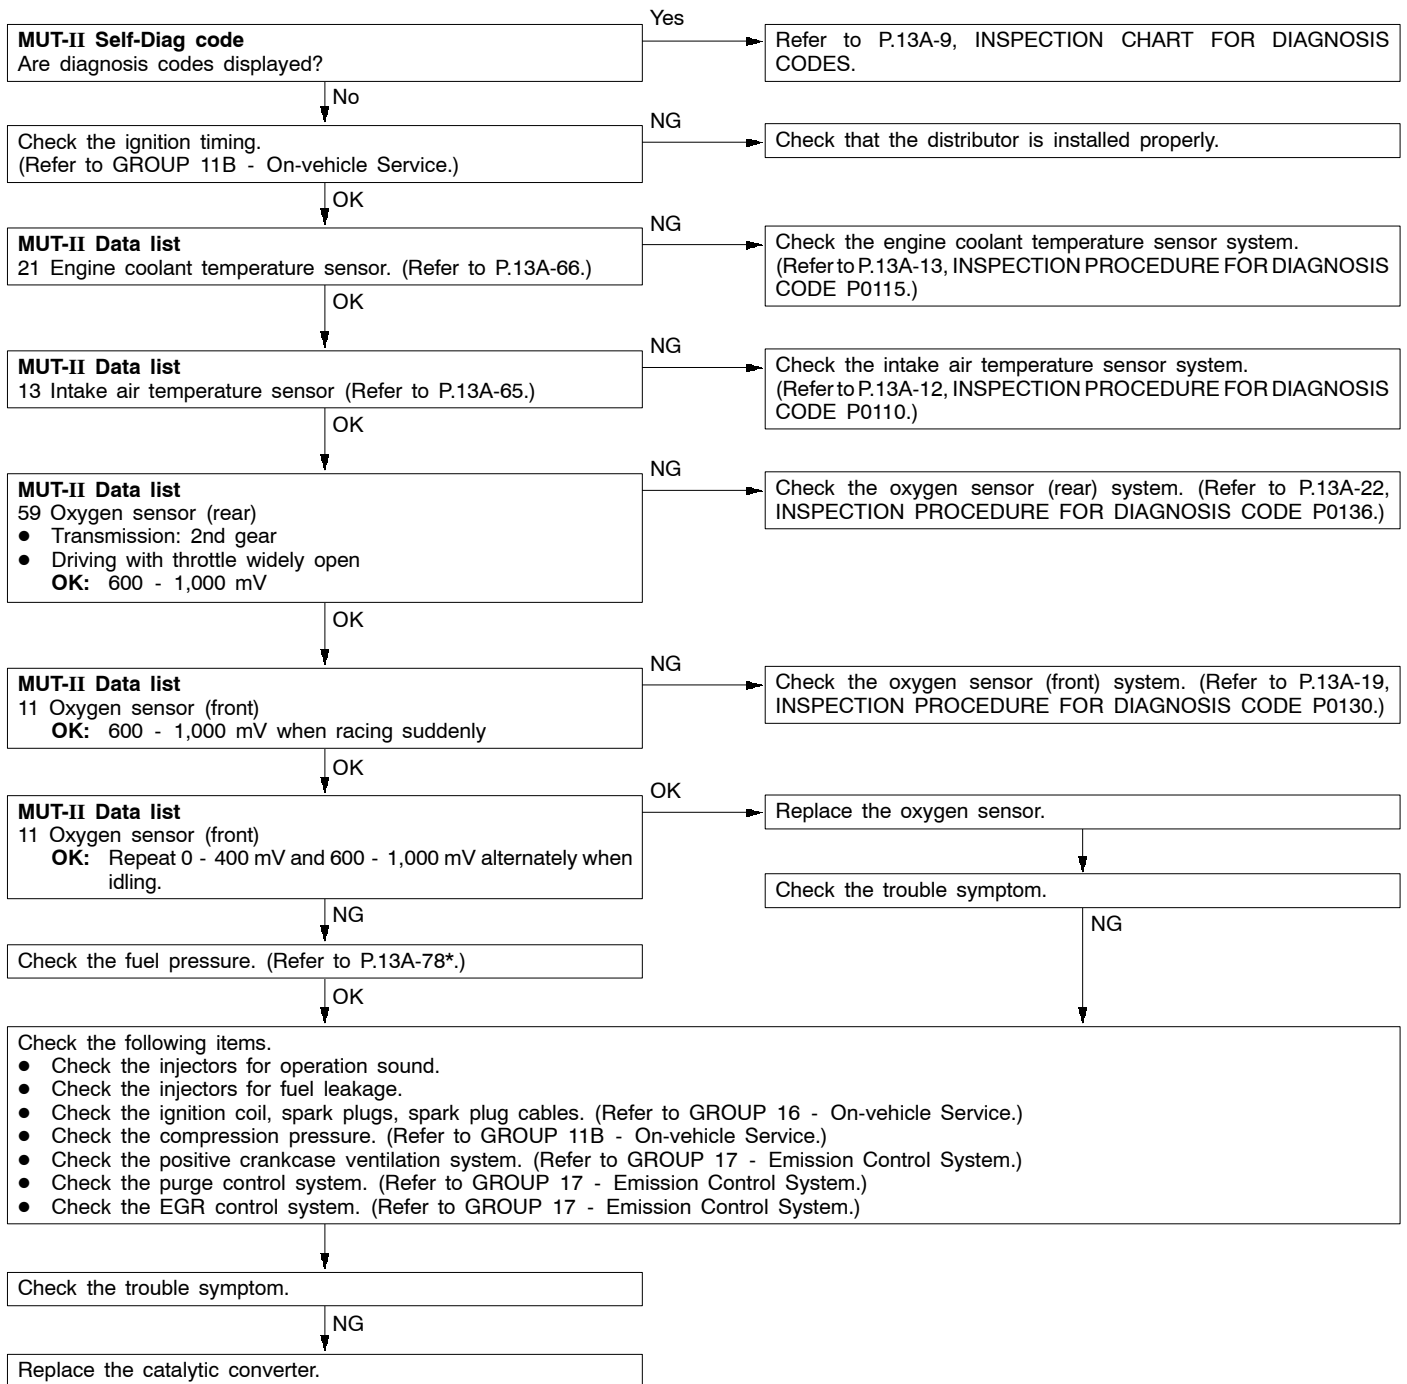 Yes
MUT-II Self-Diag code
Are diagnosis codes displayed?
Refer to P.13A-9, INSPECTION CHART FOR DIAGNOSIS
CODES.
No
Check the ignition timing.
(Refer to GROUP 11B - On-vehicle Service.)
NG
Check that the distributor is installed properly.
OK
MUT-II Data list
21 Engine coolant temperature sensor. (Refer to P.13A-66.)
NG
Check the engine coolant temperature sensor system.
(Refer to P.13A-13, INSPECTION PROCEDURE FOR DIAGNOSIS
CODE P0115.)
OK
MUT-II Data list
13 Intake air temperature sensor (Refer to P.13A-65.)
NG
Check the intake air temperature sensor system.
(Refer to P.13A-12, INSPECTION PROCEDURE FOR DIAGNOSIS
CODE P0110.)
OK
MUT-II Data list
59 Oxygen sensor (rear)
● Transmission: 2nd gear
● Driving with throttle widely open
OK: 600 - 1,000 mV
NG
Check the oxygen sensor (rear) system. (Refer to P.13A-22,
INSPECTION PROCEDURE FOR DIAGNOSIS CODE P0136.)
OK
MUT-II Data list
11 Oxygen sensor (front)
OK: 600 - 1,000 mV when racing suddenly
NG
Check the oxygen sensor (front) system. (Refer to P.13A-19,
INSPECTION PROCEDURE FOR DIAGNOSIS CODE P0130.)
OK
MUT-II Data list
11 Oxygen sensor (front)
OK: Repeat 0 - 400 mV and 600 - 1,000 mV alternately when
idling.
OK
Replace the oxygen sensor.
Check the trouble symptom.
NG
NG
Check the fuel pressure. (Refer to P.13A-78*.)
OK
Check the following items.
● Check the injectors for operation sound.
● Check the injectors for fuel leakage.
● Check the ignition coil, spark plugs, spark plug cables. (Refer to GROUP 16 - On-vehicle Service.)
● Check the compression pressure. (Refer to GROUP 11B - On-vehicle Service.)
● Check the positive crankcase ventilation system. (Refer to GROUP 17 - Emission Control System.)
● Check the purge control system. (Refer to GROUP 17 - Emission Control System.)
● Check the EGR control system. (Refer to GROUP 17 - Emission Control System.)
Check the trouble symptom.
NG
Replace the catalytic converter.